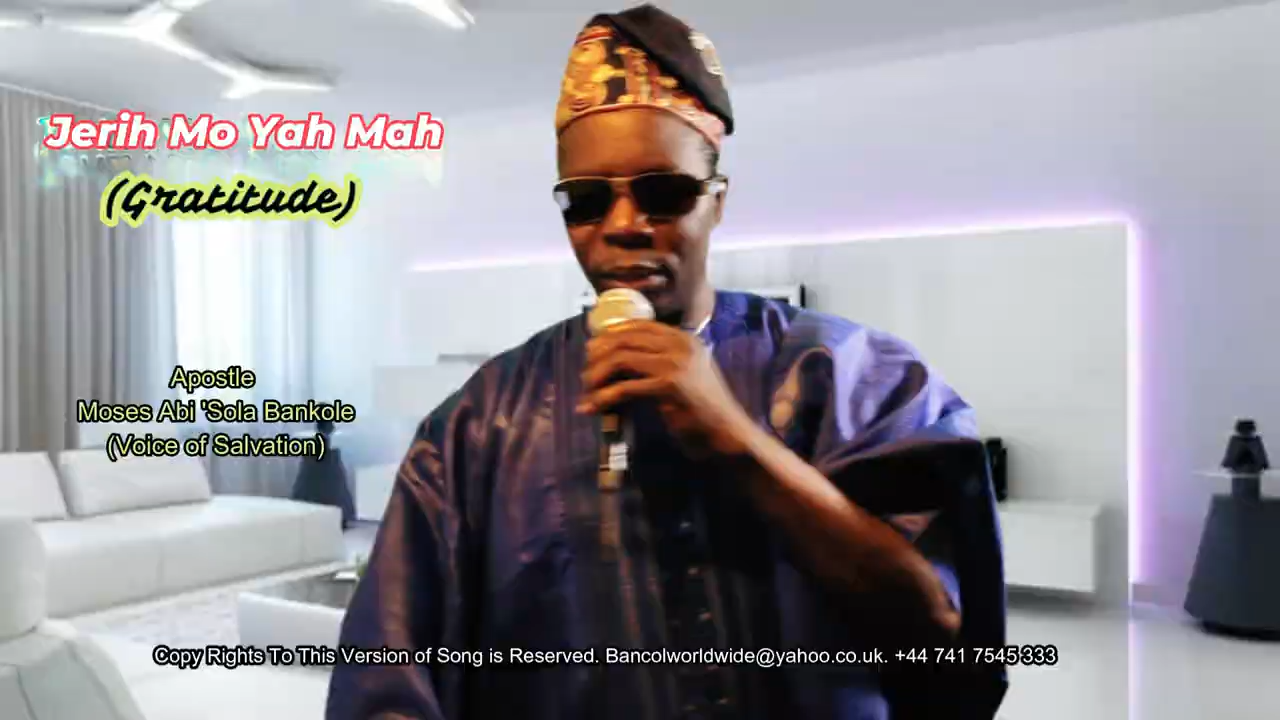 Jerih Mo Yah Mah
(Gratitude)
Apostle
Moses Abi 'Sola Bankole
(Voice of Salvation)
Copy Rights To This Version of Song is Reserved. Bancolworldwide@yahoo.co.uk. +44 741 7545 333